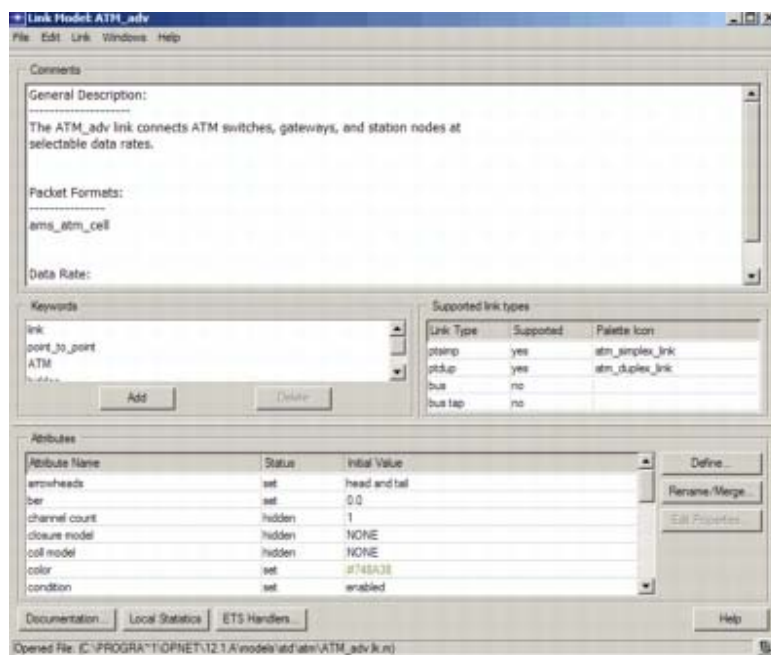 Link Model: ATM_adv
File Edit Link Windows Help
Comments
General Description:
---------------------
The ATM_adv link connects ATM switches, gateways, and station nodes at
selectable data rates.
Packet Formats:
----------------
ams_atm_cell
Data Rate:
Keywords
link
point_to_point
ATM
Add Delete
Supported link types
Link Type Supported Palette Icon
ptsimp yes atm_simplex_link
ptdup yes atm_duplex_link
bus no
bus tap no
Attributes
Attribute Name Status Initial Value
arrowheads set head and tail
ber set 0.0
channel count hidden 1
closure model hidden NONE
coll model hidden NONE
color set #748A38
condition set enabled
Define...
Rename/Merge...
Edit Properties...
Documentation... Local Statistics ETS Handlers... Help
Opened File: (C:\PROGRA~1\OPNET\12.1.A\models\std\atm\ATM_adv.lk.m)